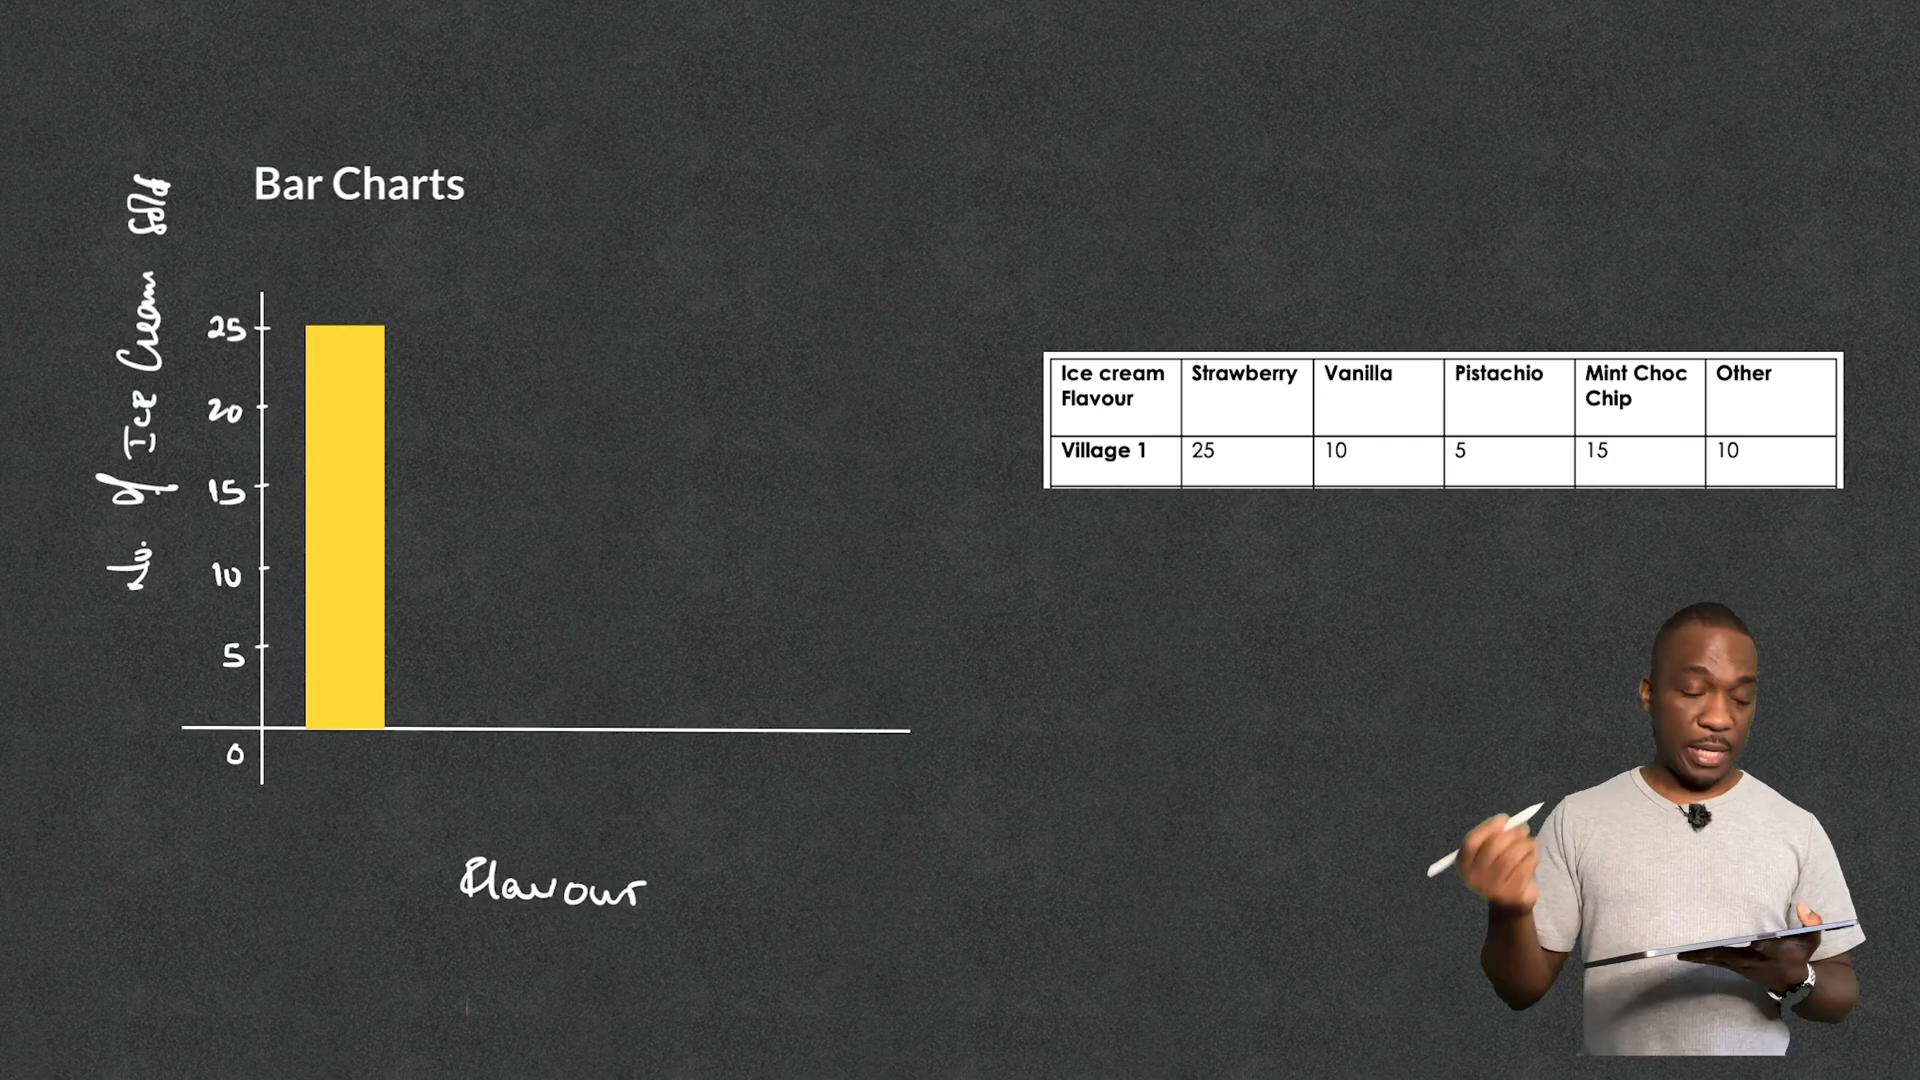 Bar Charts
No. of Ice Cream Sold
25
20
15
10
5
0
Flavour
Ice cream Flavour Strawberry Vanilla Pistachio Mint Choc Chip Other
Village 1 25 10 5 15 10